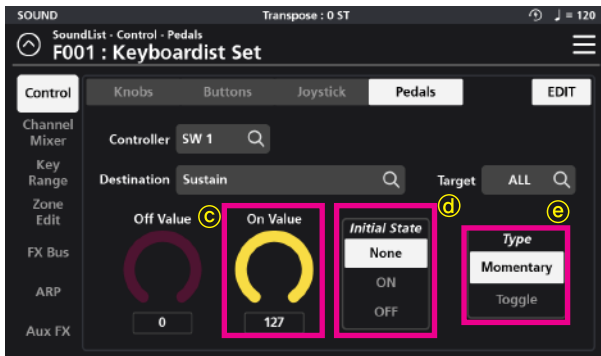 SOUND Transpose : 0 ST ♩ = 120
SoundList - Control - Pedals
F001 : Keyboardist Set
Control Knobs Buttons Joystick Pedals EDIT
Channel
Mixer
Controller SW 1
Key
Range
Destination Sustain Target ALL
Zone
Edit
Off Value ⓒ On Value ⓓ ⓔ
Initial State Type
FX Bus None Momentary
ARP ON Toggle
OFF
0 127
Aux FX